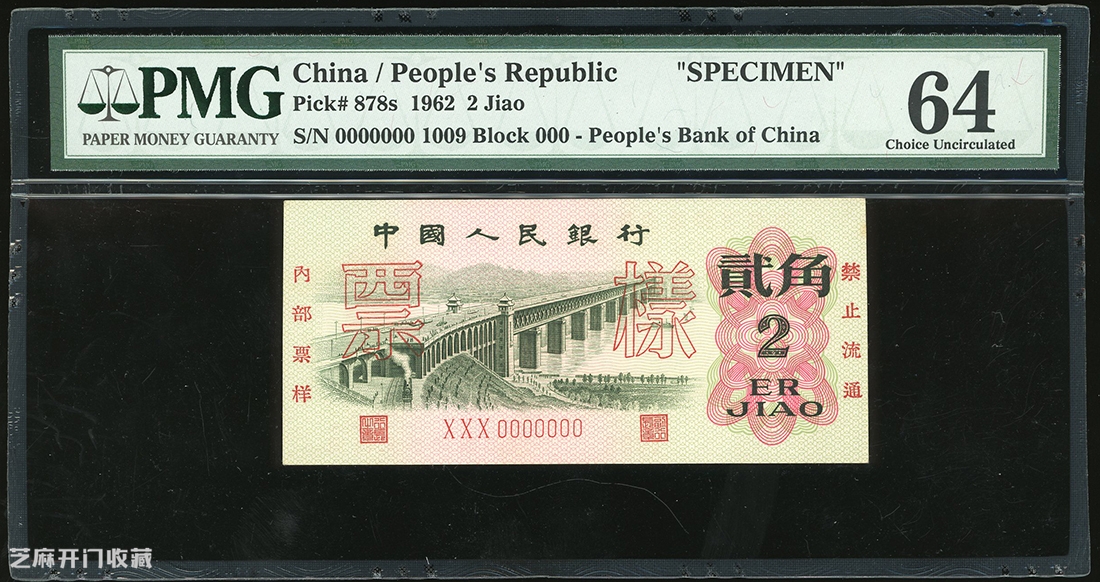 PMG
PAPER MONEY GUARANTY
China / People's Republic "SPECIMEN"
Pick# 878s 1962 2 Jiao
S/N 0000000 1009 Block 000 - People's Bank of China
64
Choice Uncirculated
中國人民銀行
內部票样
票樣
貳角
2
ER
JIAO
禁止流通
XXX0000000
芝麻开门收藏